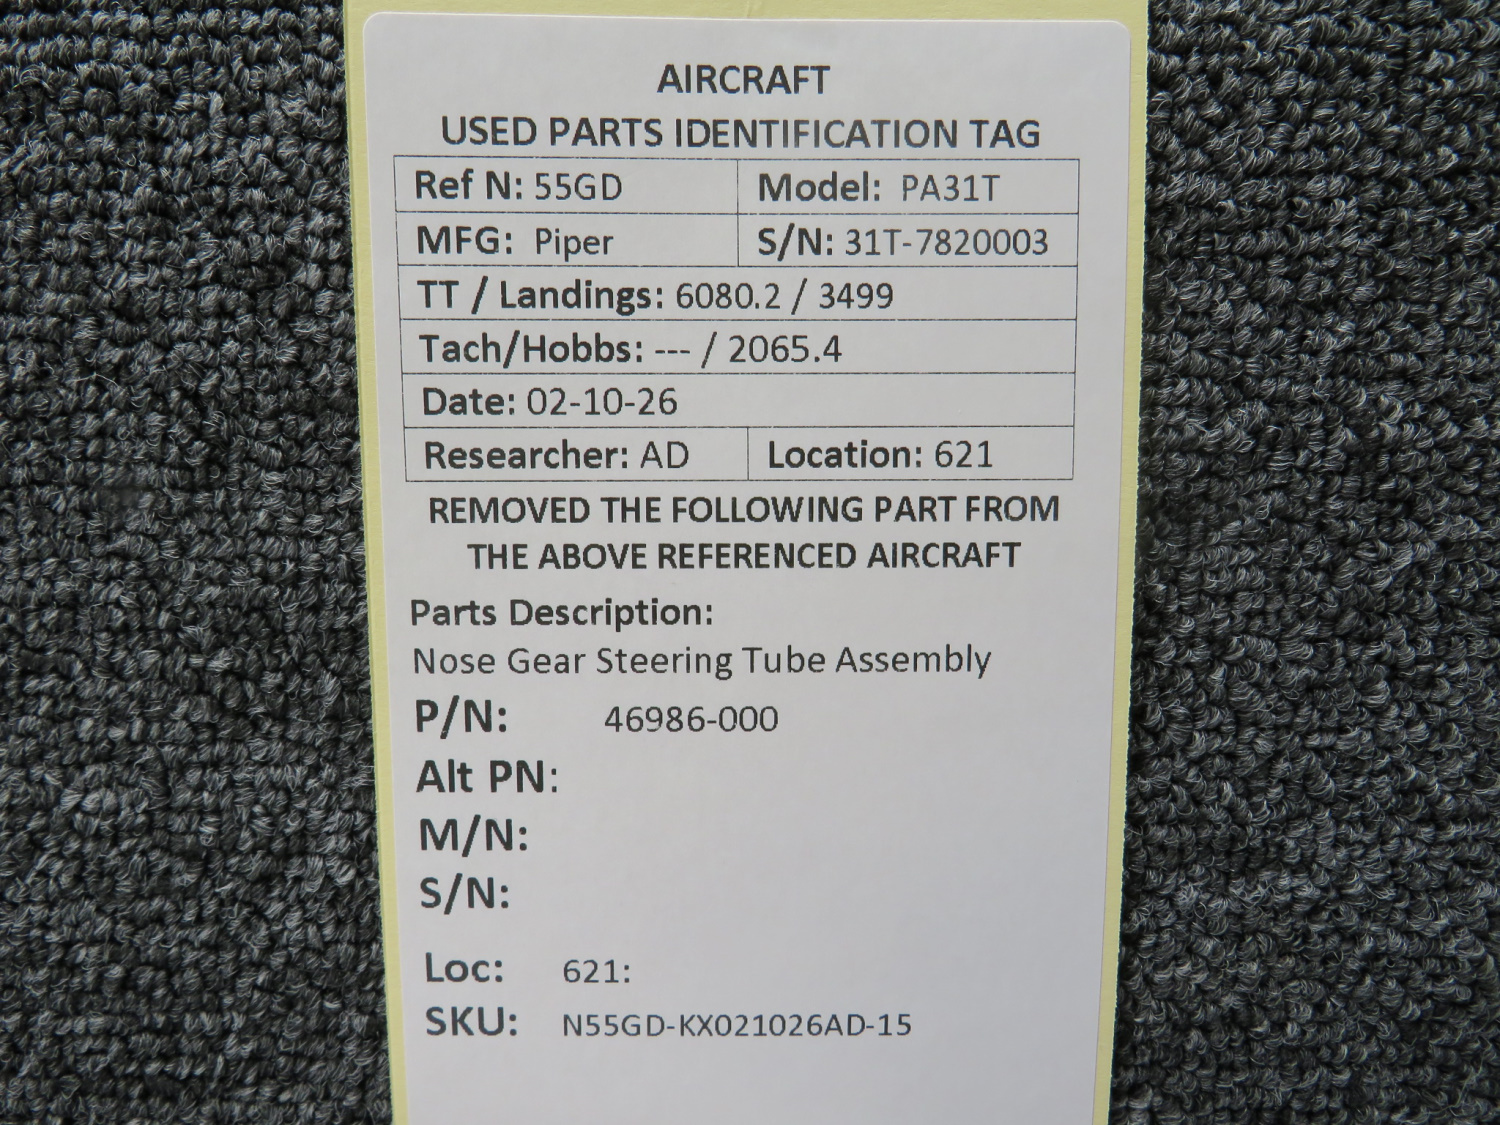 AIRCRAFT
USED PARTS IDENTIFICATION TAG
Ref N: 55GD Model: PA31T
MFG: Piper S/N: 31T-7820003
TT / Landings: 6080.2 / 3499
Tach/Hobbs: --- / 2065.4
Date: 02-10-26
Researcher: AD Location: 621
REMOVED THE FOLLOWING PART FROM
THE ABOVE REFERENCED AIRCRAFT
Parts Description:
Nose Gear Steering Tube Assembly
P/N: 46986-000
Alt PN:
M/N:
S/N:
Loc: 621:
SKU: N55GD-KX021026AD-15